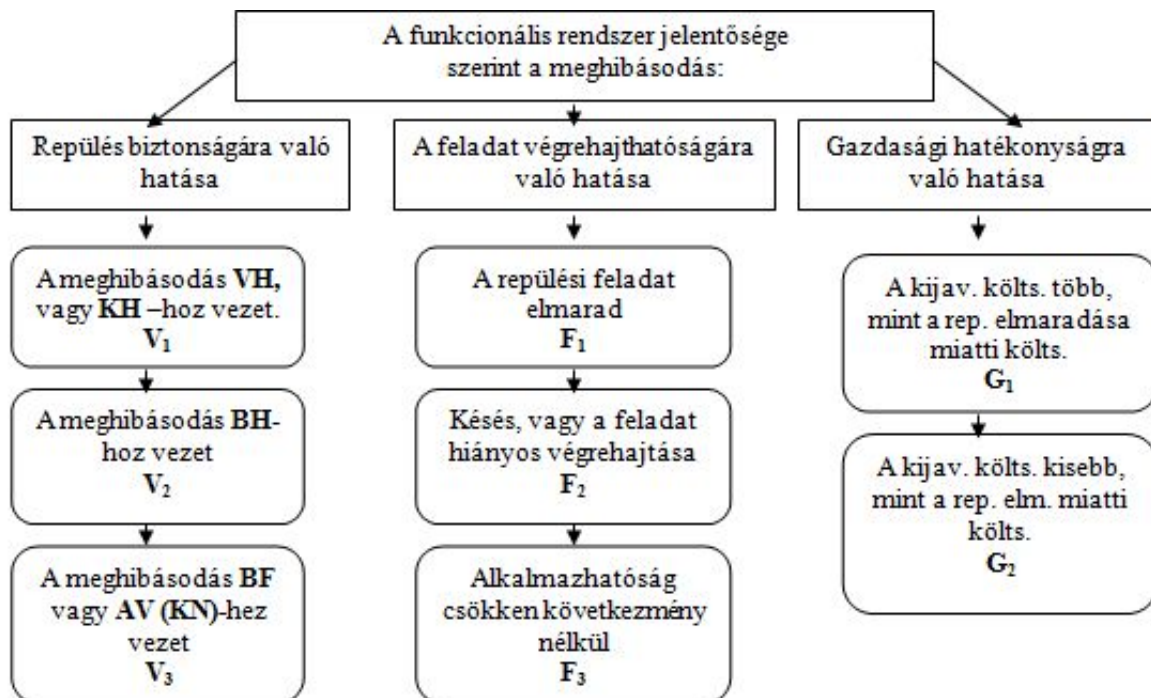 A funkcionális rendszer jelentősége
szerint a meghibásodás:
Repülés biztonságára való
hatása
A meghibásodás VH,
vagy KH –hoz vezet.
V₁
A meghibásodás BH-
hoz vezet
V₂
A meghibásodás BF
vagy AV (KN)-hez
vezet
V₃
A feladat végrehajthatóságára
való hatása
A repülési feladat
elmarad
F₁
Késés, vagy a feladat
hiányos végrehajtása
F₂
Alkalmazhatóság
csökken következmény
nélkül
F₃
Gazdasági hatékonyságra
való hatása
A kijav. költs. több,
mint a rep. elmaradása
miatti költs.
G₁
A kijav. költs. kisebb,
mint a rep. elm. miatti
költs.
G₂